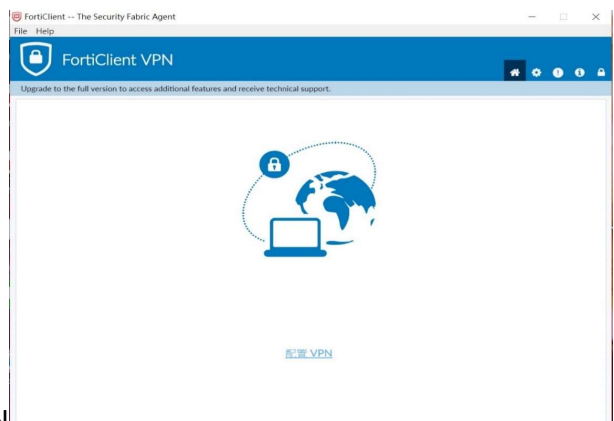 FortiClient -- The Security Fabric Agent
File Help
FortiClient VPN
Upgrade to the full version to access additional features and receive technical support.
配置 VPN